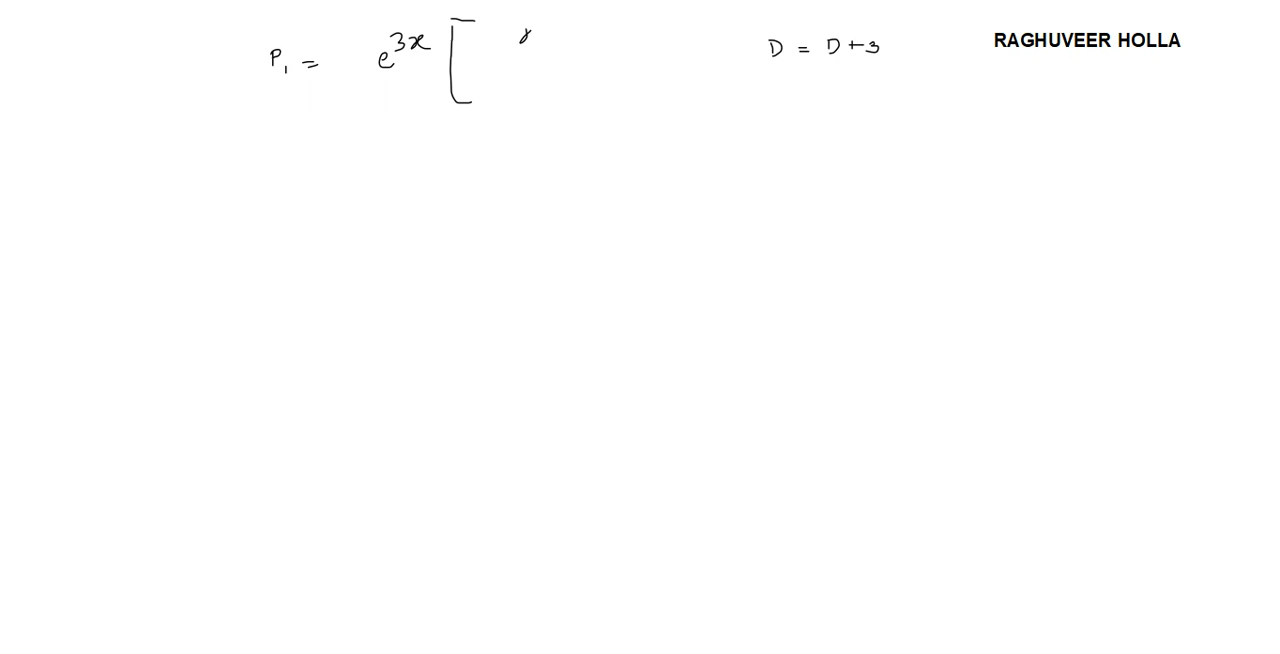 P₁ = e^{3x} [ D = D+3 RAGHUVEER HOLLA